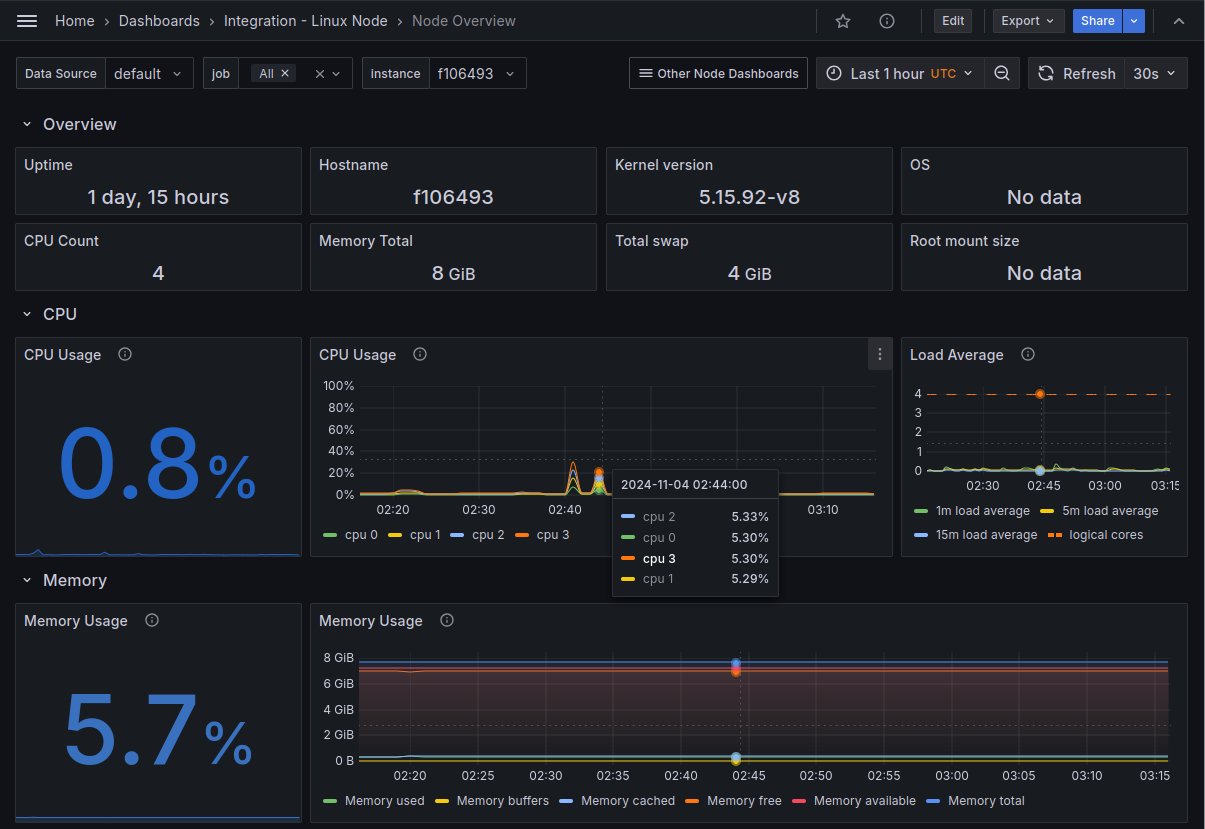 Home › Dashboards › Integration - Linux Node › Node Overview Edit Export Share
Data Source default job All × × instance f106493 Other Node Dashboards Last 1 hour UTC Refresh 30s
Overview
Uptime Hostname Kernel version OS
1 day, 15 hours f106493 5.15.92-v8 No data
CPU Count Memory Total Total swap Root mount size
4 8 GiB 4 GiB No data
CPU
CPU Usage
0.8%
CPU Usage
100%
80%
60%
40%
20%
0%
02:20 02:30 02:40 03:10
cpu 0 cpu 1 cpu 2 cpu 3
2024-11-04 02:44:00
cpu 2 5.33%
cpu 0 5.30%
cpu 3 5.30%
cpu 1 5.29%
Load Average
4
3
2
1
0
02:30 02:45 03:00 03:15
1m load average 5m load average
15m load average logical cores
Memory
Memory Usage
5.7%
Memory Usage
8 GiB
6 GiB
4 GiB
2 GiB
0 B
02:20 02:25 02:30 02:35 02:40 02:45 02:50 02:55 03:00 03:05 03:10 03:15
Memory used Memory buffers Memory cached Memory free Memory available Memory total